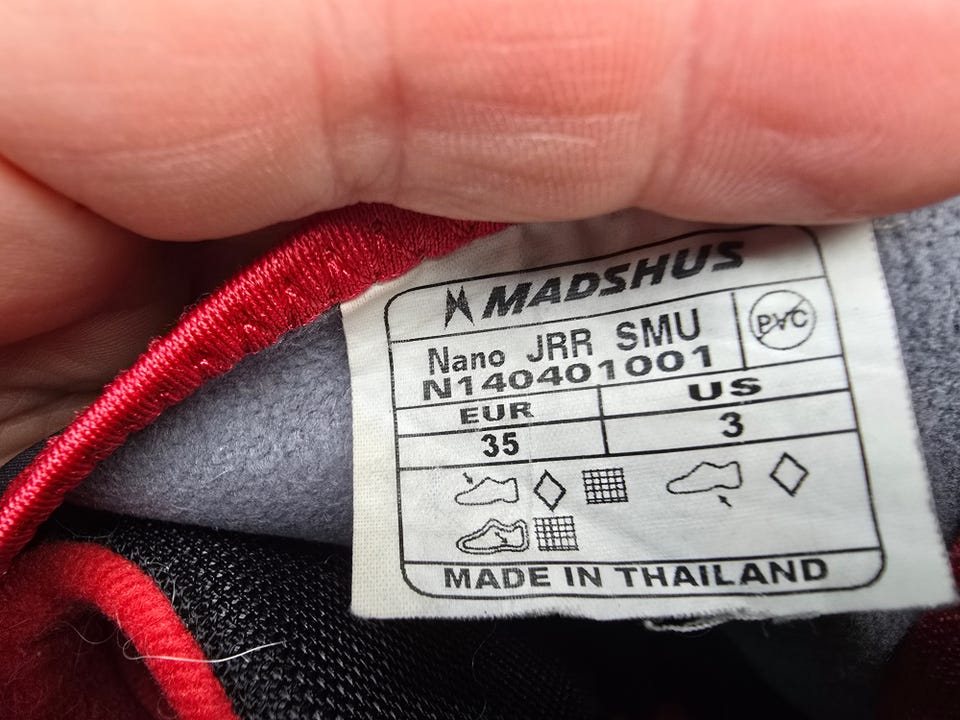 MADSHUS
Nano JRR SMU
PVC
N140401001
EUR US
35 3
MADE IN THAILAND